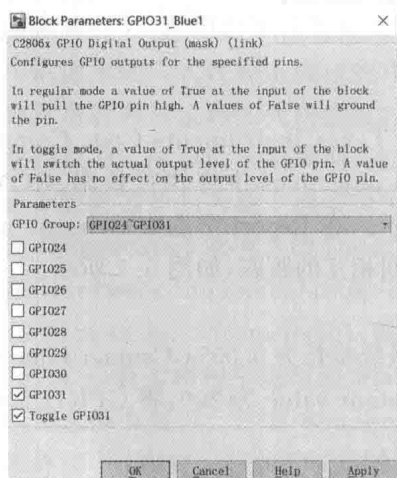 Block Parameters: GPIO31_Blue1
C2806x GPIO Digital Output (mask) (link)
Configures GPIO outputs for the specified pins.
In regular mode a value of True at the input of the block
will pull the GPIO pin high. A values of False will ground
the pin.
In toggle mode, a value of True at the input of the block
will switch the actual output level of the GPIO pin. A value
of False has no effect on the output level of the GPIO pin.
Parameters
GPIO Group: GPIO24~GPIO31
GPIO24
GPIO25
GPIO26
GPIO27
GPIO28
GPIO29
GPIO30
GPIO31
Toggle GPIO31
OK Cancel Help Apply